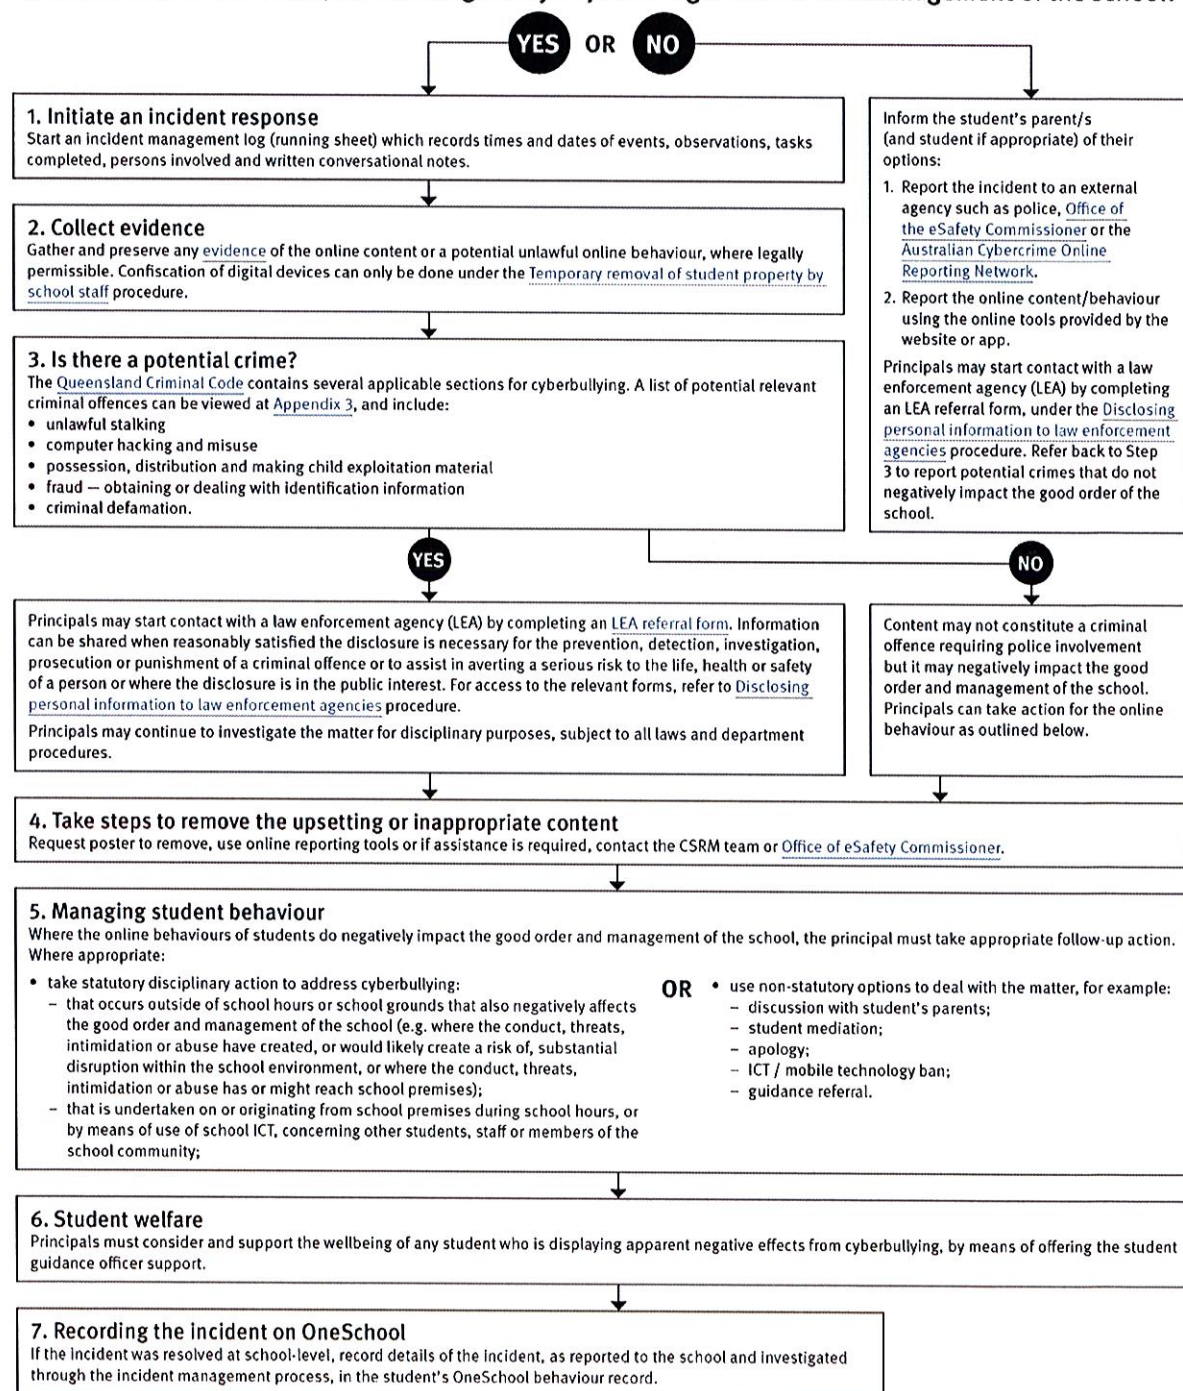 YES OR NO
1. Initiate an incident response
Start an incident management log (running sheet) which records times and dates of events, observations, tasks
completed, persons involved and written conversational notes.
2. Collect evidence
Gather and preserve any evidence of the online content or a potential unlawful online behaviour, where legally
permissible. Confiscation of digital devices can only be done under the Temporary removal of student property by
school staff procedure.
3. Is there a potential crime?
The Queensland Criminal Code contains several applicable sections for cyberbullying. A list of potential relevant
criminal offences can be viewed at Appendix 3, and include:
• unlawful stalking
• computer hacking and misuse
• possession, distribution and making child exploitation material
• fraud — obtaining or dealing with identification information
• criminal defamation.
Inform the student's parent/s
(and student if appropriate) of their
options:
1. Report the incident to an external
agency such as police, Office of
the eSafety Commissioner or the
Australian Cybercrime Online
Reporting Network.
2. Report the online content/behaviour
using the online tools provided by the
website or app.
Principals may start contact with a law
enforcement agency (LEA) by completing
an LEA referral form, under the Disclosing
personal information to law enforcement
agencies procedure. Refer back to Step
3 to report potential crimes that do not
negatively impact the good order of the
school.
YES
NO
Principals may start contact with a law enforcement agency (LEA) by completing an LEA referral form. Information
can be shared when reasonably satisfied the disclosure is necessary for the prevention, detection, investigation,
prosecution or punishment of a criminal offence or to assist in averting a serious risk to the life, health or safety
of a person or where the disclosure is in the public interest. For access to the relevant forms, refer to Disclosing
personal information to law enforcement agencies procedure.
Principals may continue to investigate the matter for disciplinary purposes, subject to all laws and department
procedures.
Content may not constitute a criminal
offence requiring police involvement
but it may negatively impact the good
order and management of the school.
Principals can take action for the online
behaviour as outlined below.
4. Take steps to remove the upsetting or inappropriate content
Request poster to remove, use online reporting tools or if assistance is required, contact the CSRM team or Office of eSafety Commissioner.
5. Managing student behaviour
Where the online behaviours of students do negatively impact the good order and management of the school, the principal must take appropriate follow-up action.
Where appropriate:
• take statutory disciplinary action to address cyberbullying:
– that occurs outside of school hours or school grounds that also negatively affects
the good order and management of the school (e.g. where the conduct, threats,
intimidation or abuse have created, or would likely create a risk of, substantial
disruption within the school environment, or where the conduct, threats,
intimidation or abuse has or might reach school premises);
– that is undertaken on or originating from school premises during school hours, or
by means of use of school ICT, concerning other students, staff or members of the
school community;
OR
• use non-statutory options to deal with the matter, for example:
– discussion with student's parents;
– student mediation;
– apology;
– ICT / mobile technology ban;
– guidance referral.
6. Student welfare
Principals must consider and support the wellbeing of any student who is displaying apparent negative effects from cyberbullying, by means of offering the student
guidance officer support.
7. Recording the incident on OneSchool
If the incident was resolved at school-level, record details of the incident, as reported to the school and investigated
through the incident management process, in the student's OneSchool behaviour record.